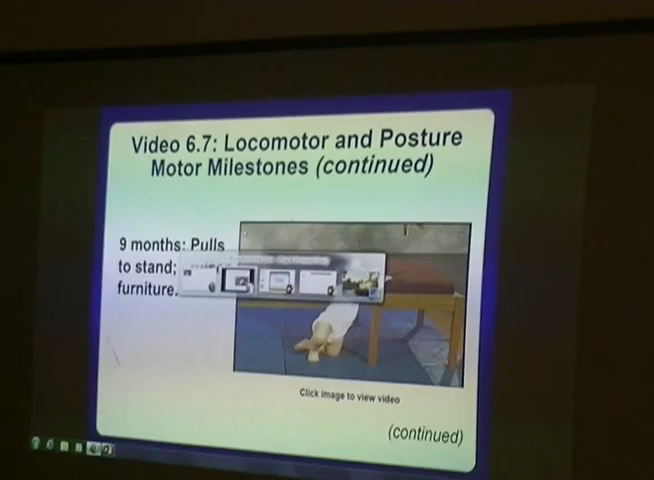 Video 6.7: Locomotor and Posture
Motor Milestones (continued)
9 months: Pulls
to stand;
furniture.
Click image to view video
(continued)